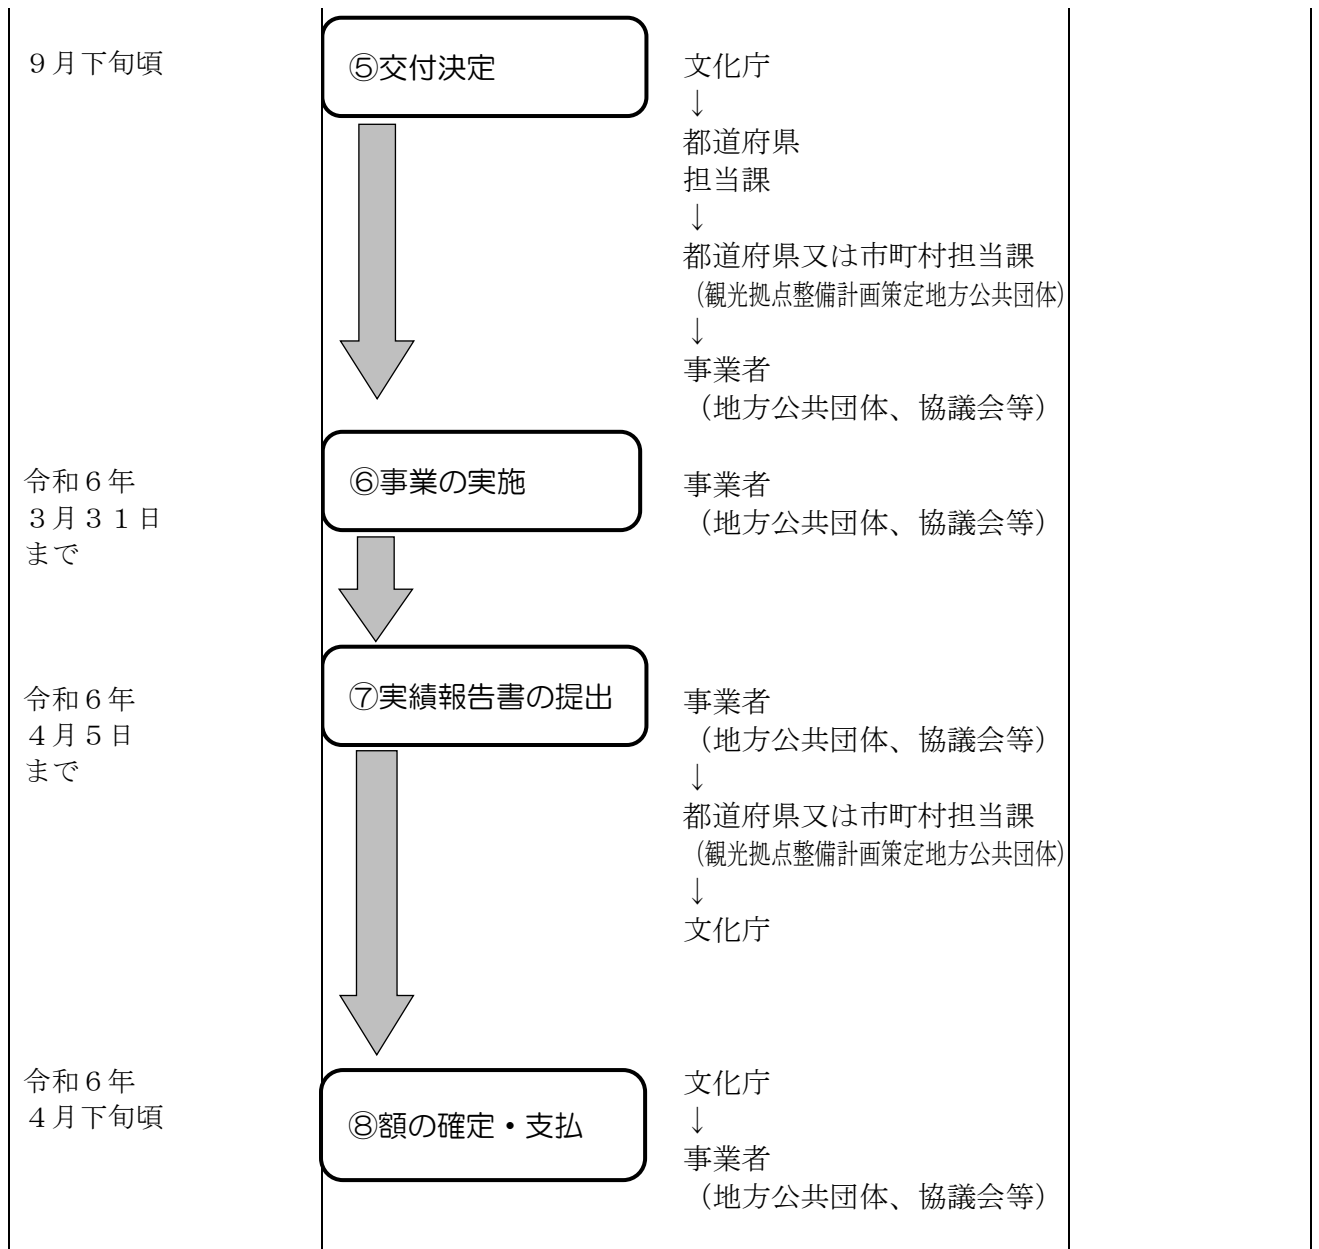 ９月下旬頃
⑤交付決定
文化庁
↓
都道府県
担当課
↓
都道府県又は市町村担当課
（観光拠点整備計画策定地方公共団体）
↓
事業者
（地方公共団体、協議会等）
令和６年
３月３１日
まで
⑥事業の実施
事業者
（地方公共団体、協議会等）
令和６年
４月５日
まで
⑦実績報告書の提出
事業者
（地方公共団体、協議会等）
↓
都道府県又は市町村担当課
（観光拠点整備計画策定地方公共団体）
↓
文化庁
令和６年
４月下旬頃
⑧額の確定・支払
文化庁
↓
事業者
（地方公共団体、協議会等）